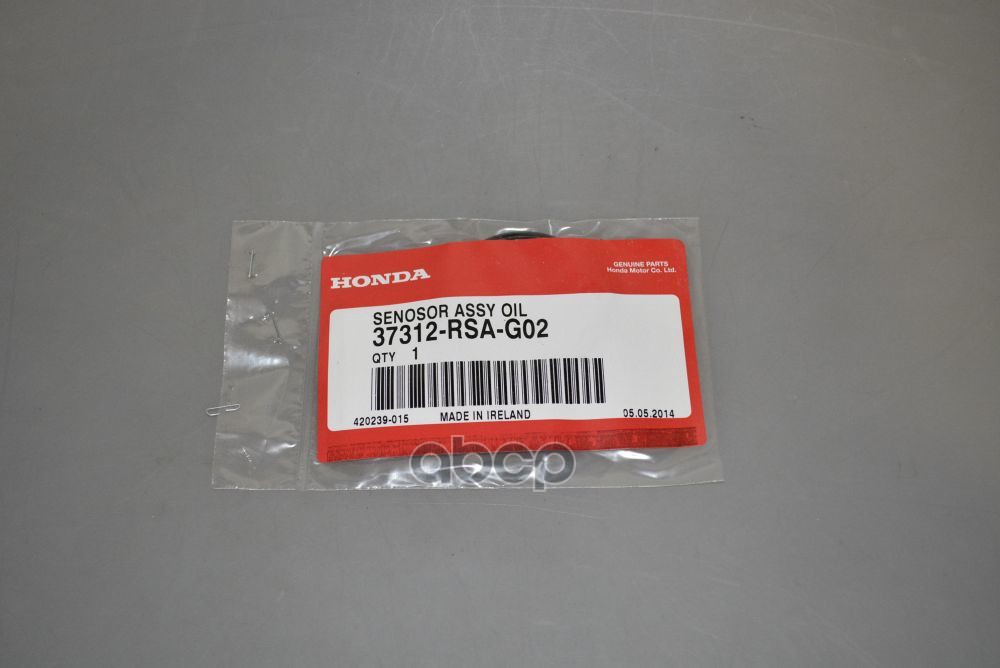 HONDA
GENUINE PARTS
Honda Motor Co. Ltd.
SENOSOR ASSY OIL
37312-RSA-G02
QTY 1
420239-015
MADE IN IRELAND
05.05.2014
abcp